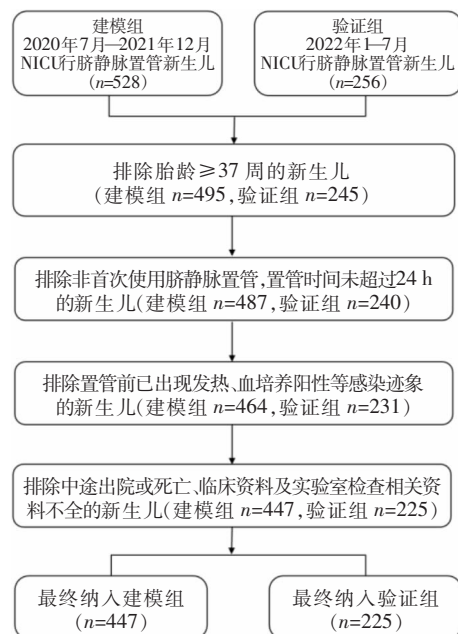 建模组
2020年7月—2021年12月
NICU行脐静脉置管新生儿
(n=528)
验证组
2022年1—7月
NICU行脐静脉置管新生儿
(n=256)
排除胎龄≥37 周的新生儿
(建模组 n=495,验证组 n=245)
排除非首次使用脐静脉置管,置管时间未超过24 h
的新生儿(建模组 n=487,验证组 n=240)
排除置管前已出现发热、血培养阳性等感染迹象
的新生儿(建模组 n=464,验证组 n=231)
排除中途出院或死亡、临床资料及实验室检查相关资
料不全的新生儿(建模组 n=447,验证组 n=225)
最终纳入建模组
(n=447)
最终纳入验证组
(n=225)